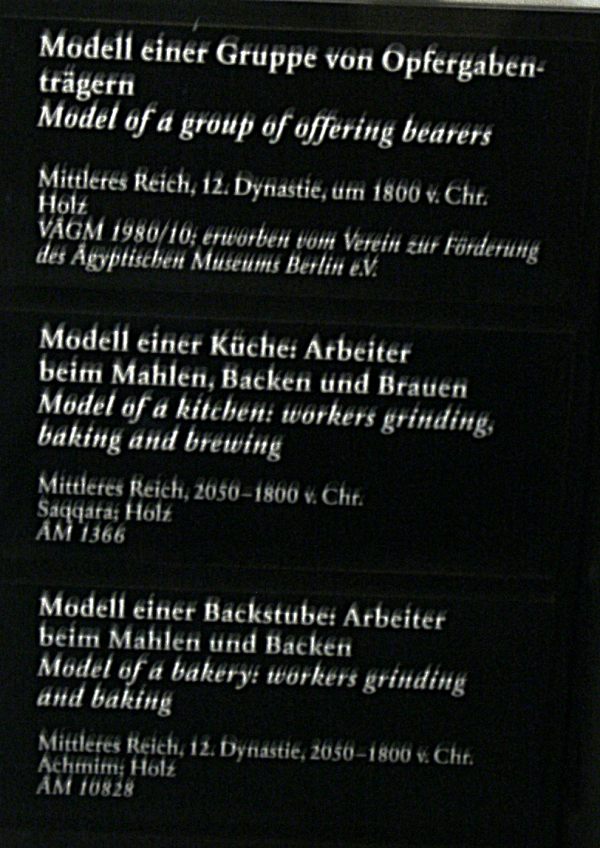 Modell einer Gruppe von Opfergaben-
trägern
Model of a group of offering bearers
Mittleres Reich, 12. Dynastie, um 1800 v. Chr.
Holz
VÄGM 1980/10; erworben vom Verein zur Förderung
des Ägyptischen Museums Berlin e.V.
Modell einer Küche: Arbeiter
beim Mahlen, Backen und Brauen
Model of a kitchen: workers grinding,
baking and brewing
Mittleres Reich, 2050–1800 v. Chr.
Saqqara; Holz
ÄM 1366
Modell einer Backstube: Arbeiter
beim Mahlen und Backen
Model of a bakery: workers grinding
and baking
Mittleres Reich, 12. Dynastie, 2050–1800 v. Chr.
Achmim; Holz
ÄM 10828